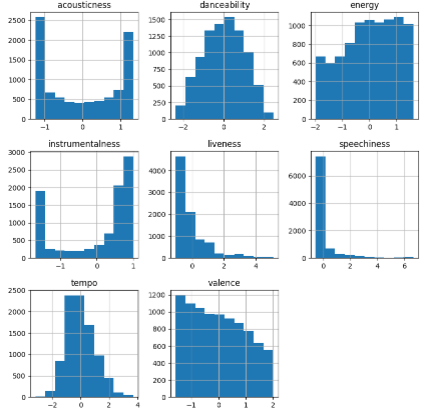 acousticness danceability energy
2500 1500 1000
2000 1250 800
1500 1000 600
1000 750 400
500 500 200
0 250 0
0
−1 0 1 −2 0 2 −2 −1 0 1
instrumentalness liveness speechiness
3000
2500 4000 6000
2000 3000 4000
1500 2000 2000
1000 1000 0
500 0
0
−1 0 1 0 2 4 0 2 4 6
tempo valence
2500 1200
2000 1000
1500 800
1000 600
500 400
0 200
0
−2 0 2 4 −1 0 1 2